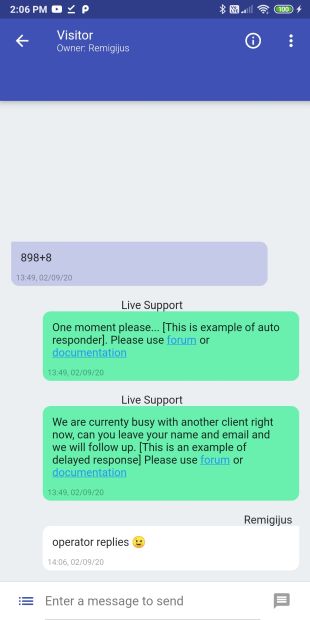 2:06 PM
100
Visitor
Owner: Remigijus
898+8
13:49, 02/09/20
Live Support
One moment please... [This is example of auto
responder]. Please use forum or
documentation
13:49, 02/09/20
Live Support
We are currenty busy with another client right
now, can you leave your name and email and
we will follow up. [This is an example of
delayed response] Please use forum or
documentation
13:49, 02/09/20
Remigijus
operator replies 😉
14:06, 02/09/20
Enter a message to send